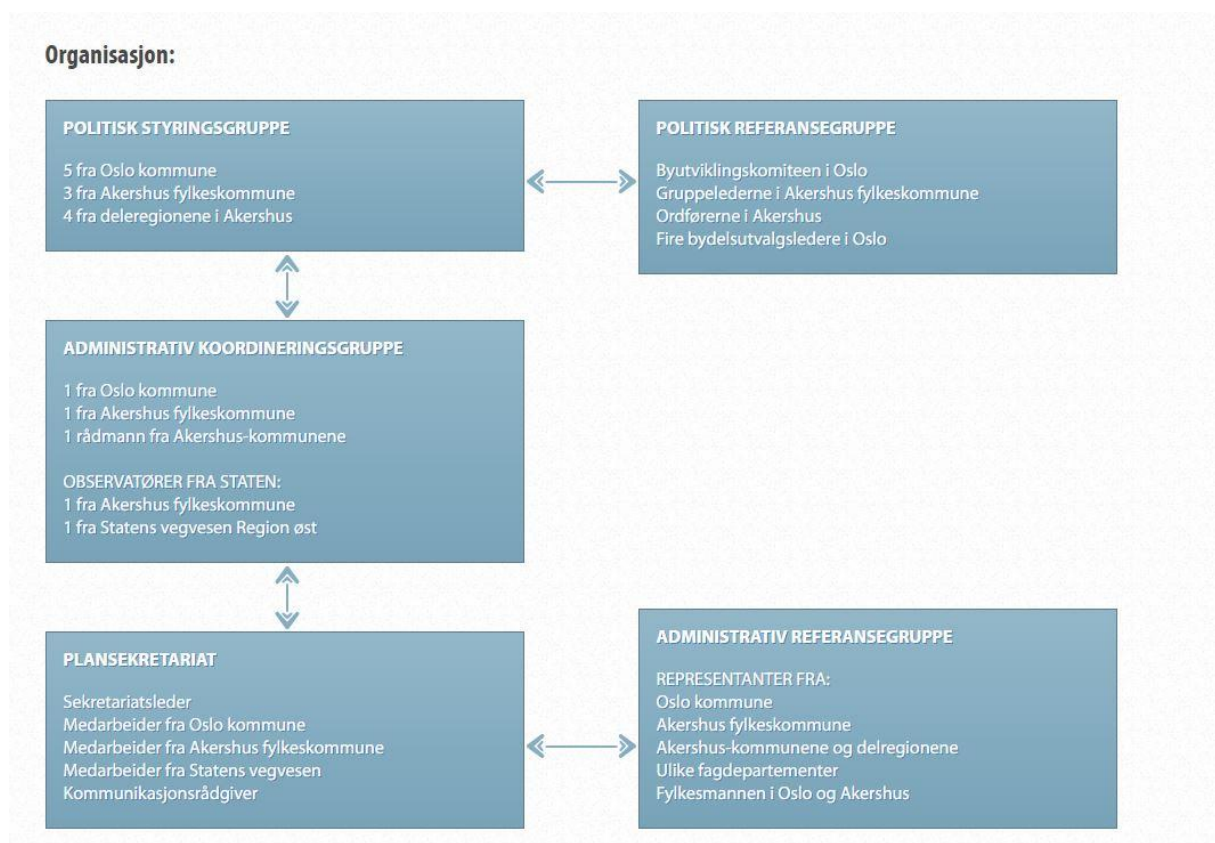 Organisasjon:
POLITISK STYRINGSGRUPPE
5 fra Oslo kommune
3 fra Akershus fylkeskommune
4 fra deleregionene i Akershus
POLITISK REFERANSEGRUPPE
Byutviklingskomiteen i Oslo
Gruppelederne i Akershus fylkeskommune
Ordførerne i Akershus
Fire bydelsutvalgsledere i Oslo
ADMINISTRATIV KOORDINERINGSGRUPPE
1 fra Oslo kommune
1 fra Akershus fylkeskommune
1 rådmann fra Akershus-kommunene
OBSERVATØRER FRA STATEN:
1 fra Akershus fylkeskommune
1 fra Statens vegvesen Region øst
PLANSEKRETARIAT
Sekretariatsleder
Medarbeider fra Oslo kommune
Medarbeider fra Akershus fylkeskommune
Medarbeider fra Statens vegvesen
Kommunikasjonsrådgiver
ADMINISTRATIV REFERANSEGRUPPE
REPRESENTANTER FRA:
Oslo kommune
Akershus fylkeskommune
Akershus-kommunene og delregionene
Ulike fagdepartementer
Fylkesmannen i Oslo og Akershus